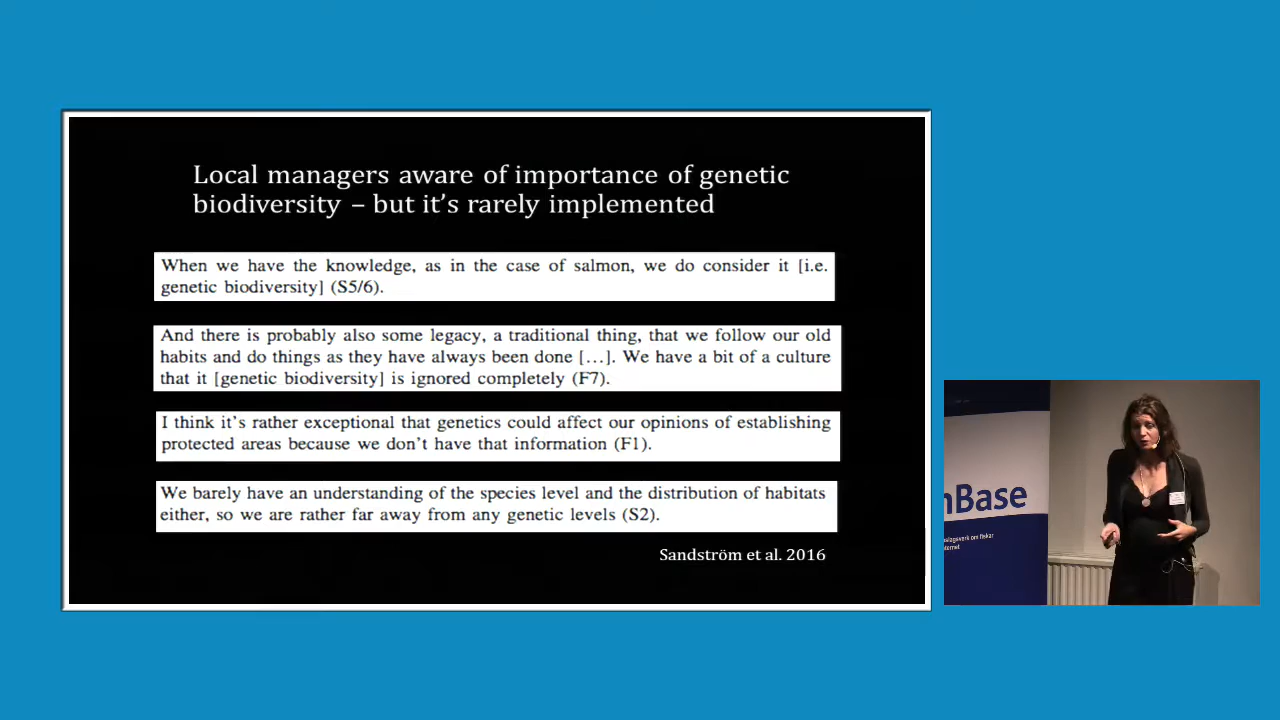 Local managers aware of importance of genetic
biodiversity – but it's rarely implemented
When we have the knowledge, as in the case of salmon, we do consider it [i.e.
genetic biodiversity] (S5/6).
And there is probably also some legacy, a traditional thing, that we follow our old
habits and do things as they have always been done […]. We have a bit of a culture
that it [genetic biodiversity] is ignored completely (F7).
I think it's rather exceptional that genetics could affect our opinions of establishing
protected areas because we don't have that information (F1).
We barely have an understanding of the species level and the distribution of habitats
either, so we are rather far away from any genetic levels (S2).
Sandström et al. 2016
nBase
om fiskar